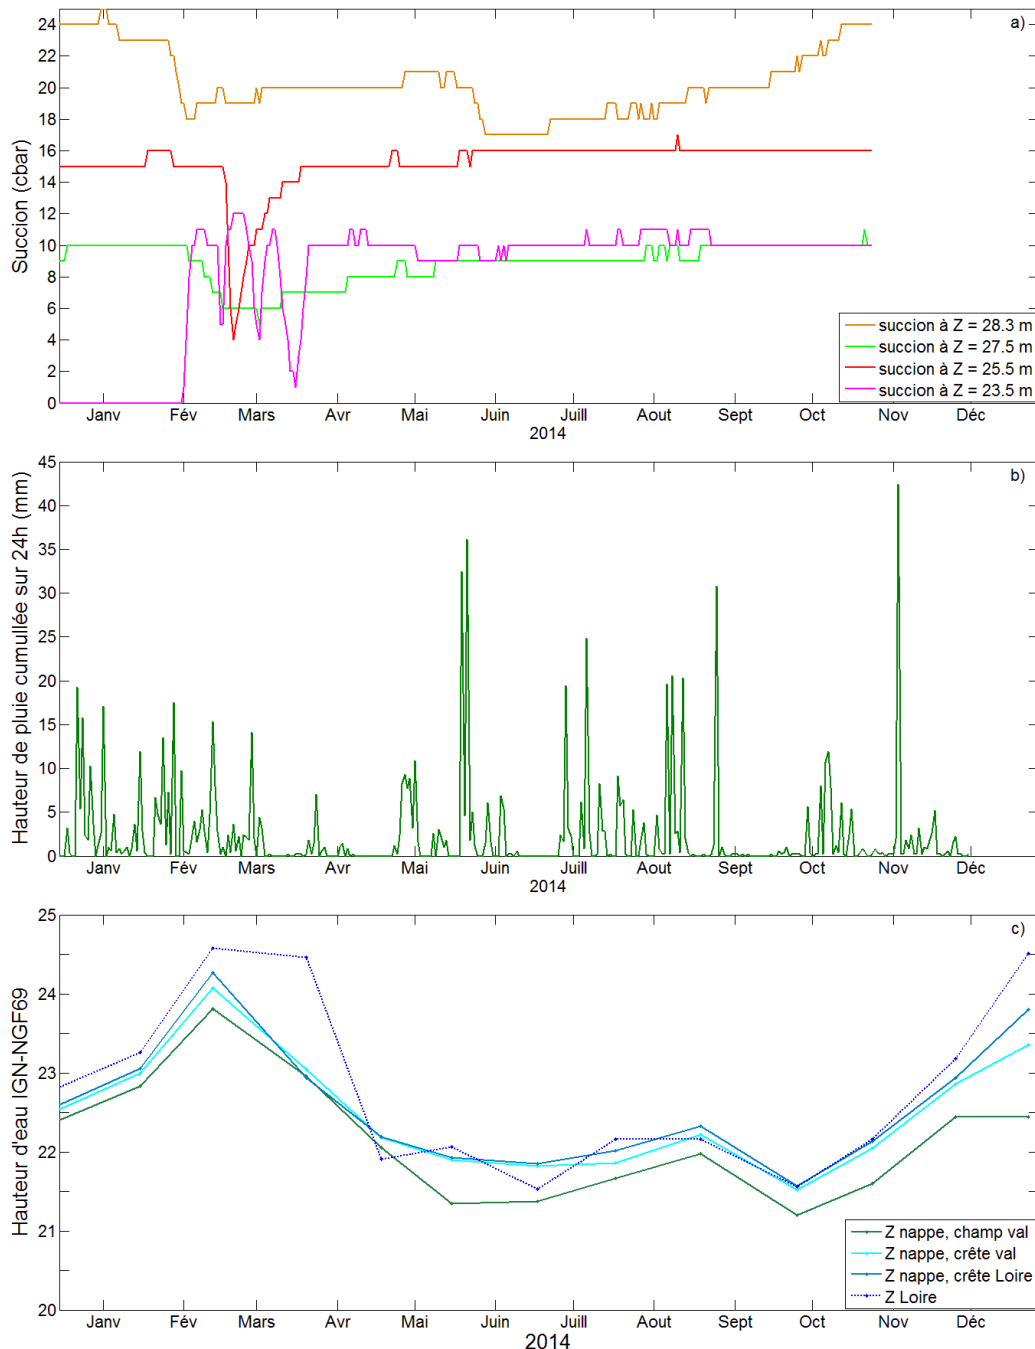 a)
Succion (cbar)
24
22
20
18
16
14
12
10
8
6
4
2
0
Janv Fév Mars Avr Mai Juin Juill Aout Sept Oct Nov Déc
2014
succion à Z = 28.3 m
succion à Z = 27.5 m
succion à Z = 25.5 m
succion à Z = 23.5 m
b)
Hauteur de pluie cumullée sur 24h (mm)
45
40
35
30
25
20
15
10
5
0
Janv Fév Mars Avr Mai Juin Juill Aout Sept Oct Nov Déc
2014
c)
Hauteur d'eau IGN-NGF69
25
24
23
22
21
20
Janv Fév Mars Avr Mai Juin Juill Aout Sept Oct Nov Déc
2014
Z nappe, champ val
Z nappe, crête val
Z nappe, crête Loire
Z Loire